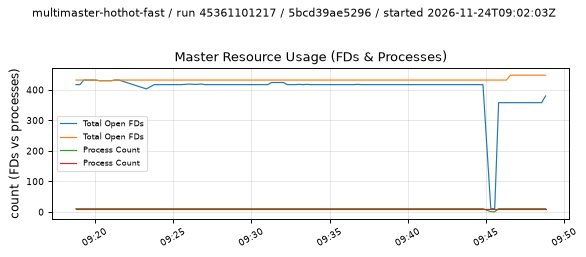 multimaster-hothot-fast / run 45361101217 / 5bcd39ae5296 / started 2026-11-24T09:02:03Z
Master Resource Usage (FDs & Processes)
count (FDs vs processes)
400
300
200
100
0
Total Open FDs
Total Open FDs
Process Count
Process Count
09:20
09:25
09:30
09:35
09:40
09:45
09:50